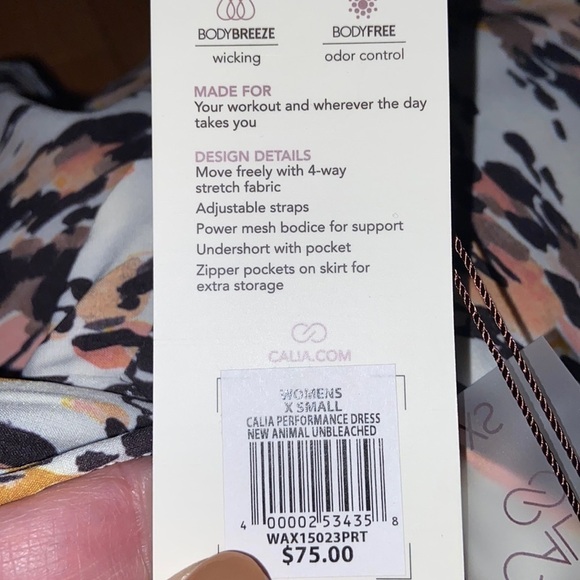 BODYBREEZE BODYFREE
wicking odor control
MADE FOR
Your workout and wherever the day
takes you
DESIGN DETAILS
Move freely with 4-way
stretch fabric
Adjustable straps
Power mesh bodice for support
Undershort with pocket
Zipper pockets on skirt for
extra storage
CALIA.COM
WOMENS
X SMALL
CALIA PERFORMANCE DRESS
NEW ANIMAL UNBLEACHED
4 00002 53435 8
WAX15023PRT
$75.00
XS